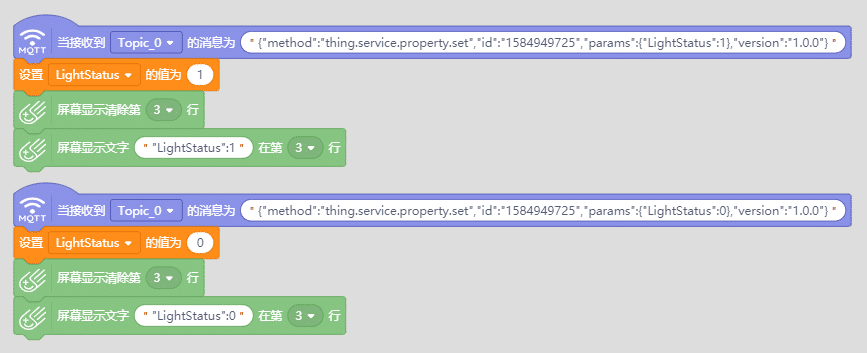 MQTT 当接收到 Topic_0 的消息为 " {"method":"thing.service.property.set","id":"1584949725","params":{"LightStatus":1},"version":"1.0.0"} "
设置 LightStatus 的值为 1
屏幕显示清除第 3 行
屏幕显示文字 " "LightStatus":1 " 在第 3 行
MQTT 当接收到 Topic_0 的消息为 " {"method":"thing.service.property.set","id":"1584949725","params":{"LightStatus":0},"version":"1.0.0"} "
设置 LightStatus 的值为 0
屏幕显示清除第 3 行
屏幕显示文字 " "LightStatus":0 " 在第 3 行